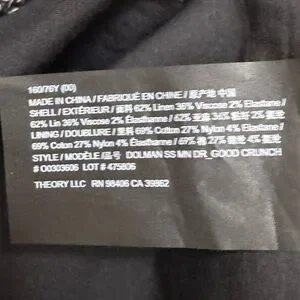 160/76Y (00)
MADE IN CHINA / FABRIQUÉ EN CHINE / 原产地 中国
SHELL / EXTÉRIEUR / 面料 62% Linen 36% Viscose 2% Elastane /
62% Lin 36% Viscose 2% Élasthanne / 62% 亚麻 36% 粘纤 2% 氨纶
LINING / DOUBLURE / 里料 69% Cotton 27% Nylon 4% Elastane /
69% Coton 27% Nylon 4% Élasthanne / 69% 棉 27% 锦纶 4% 氨纶
STYLE / MODÈLE / 品号 DOLMAN SS MN DR_GOOD CRUNCH
# O0303606 LOT # 475806
THEORY LLC RN 98406 CA 39862